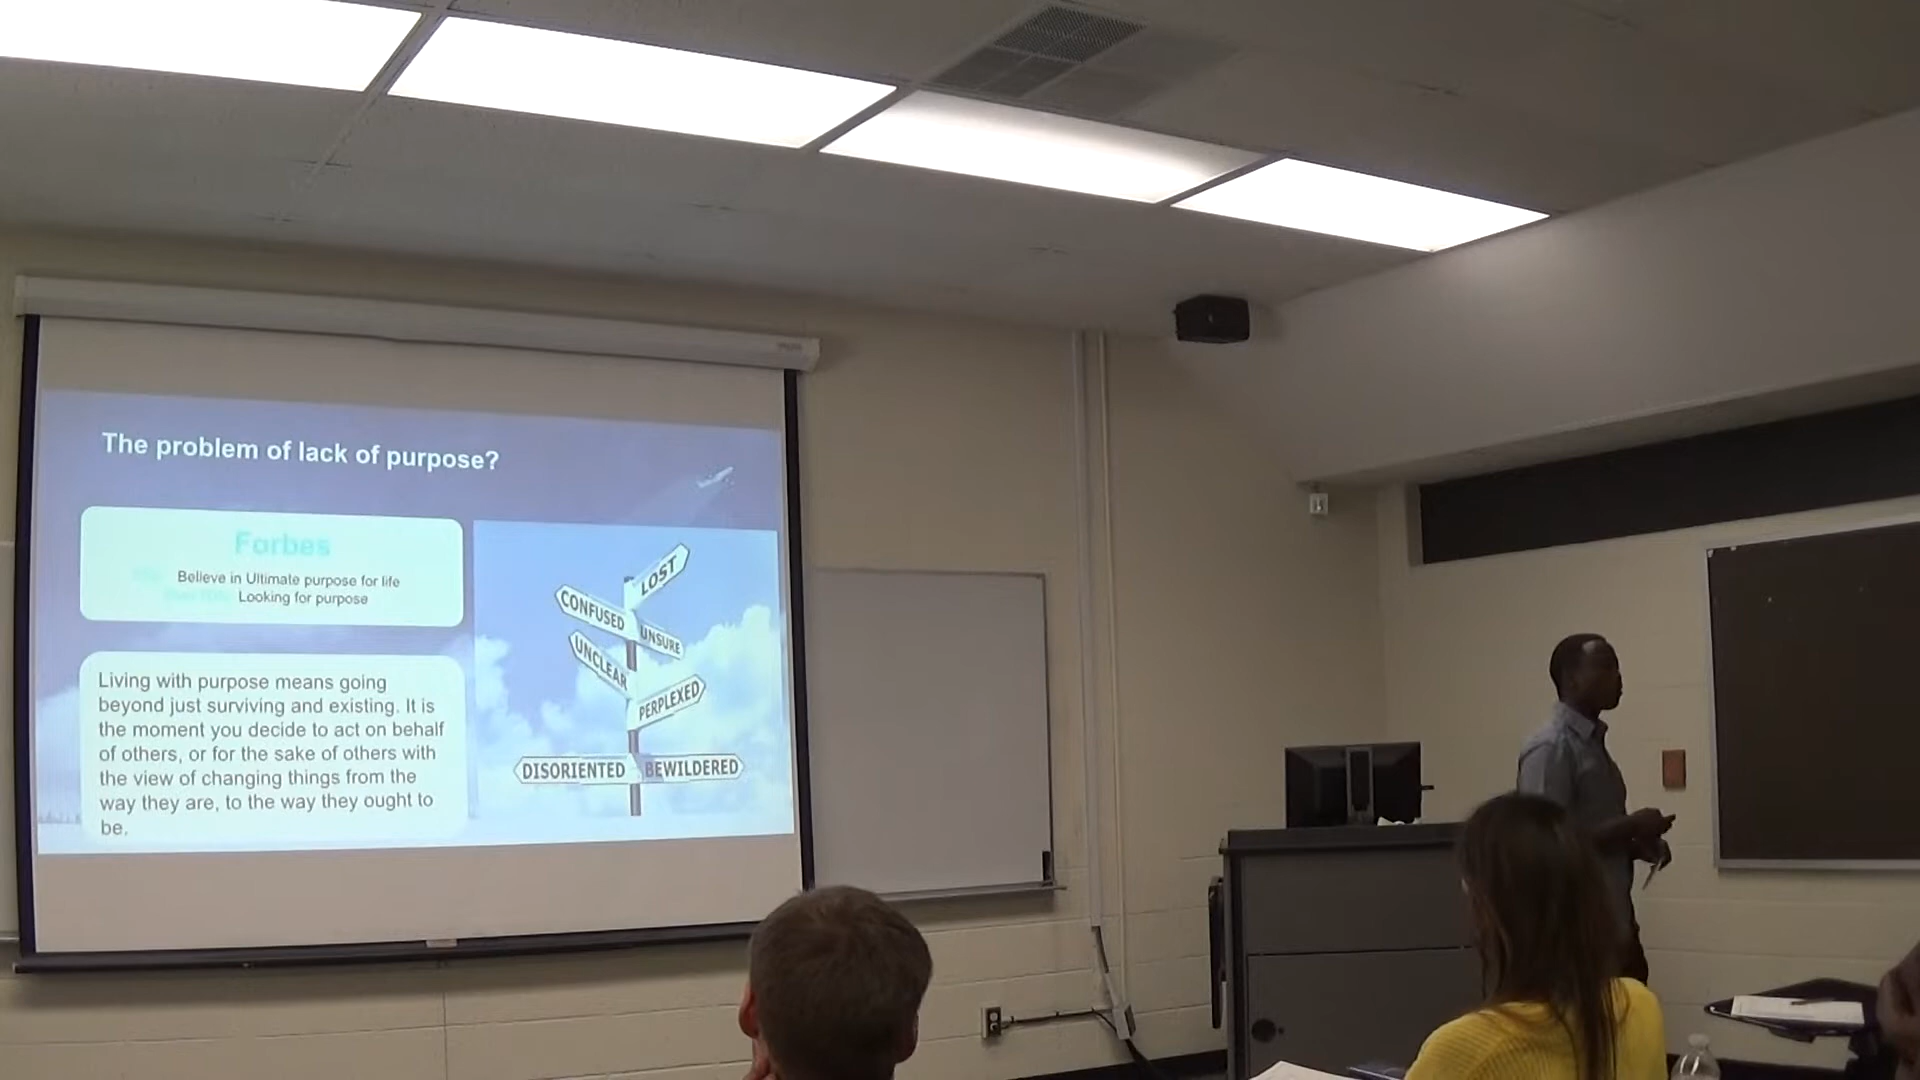 The problem of lack of purpose?
Forbes
Believe in Ultimate purpose for life
Looking for purpose
Living with purpose means going
beyond just surviving and existing. It is
the moment you decide to act on behalf
of others, or for the sake of others with
the view of changing things from the
way they are, to the way they ought to
be.
LOST
CONFUSED
UNSURE
UNCLEAR
PERPLEXED
DISORIENTED
BEWILDERED